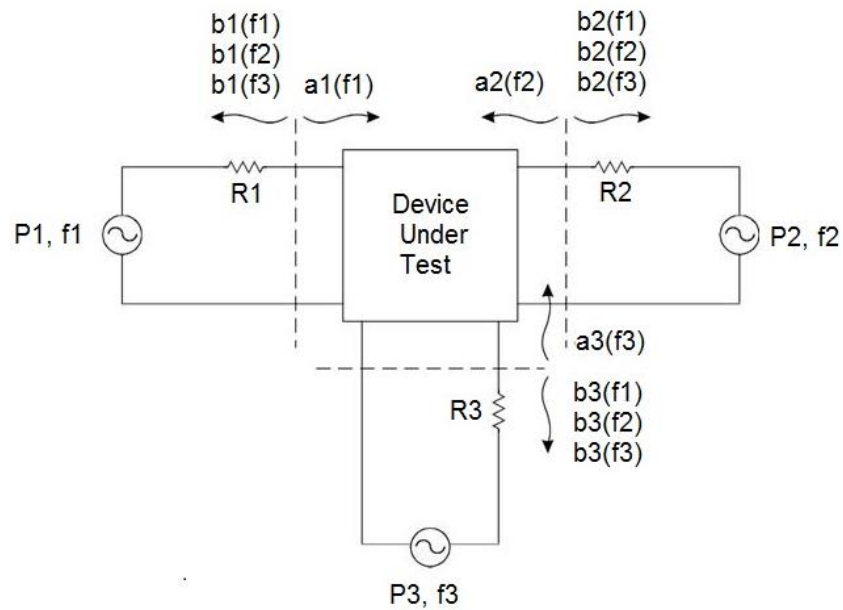 b1(f1)
b1(f2)
b1(f3)
a1(f1)
a2(f2)
b2(f1)
b2(f2)
b2(f3)
R1
Device
Under
Test
R2
P1, f1
P2, f2
a3(f3)
R3
b3(f1)
b3(f2)
b3(f3)
P3, f3